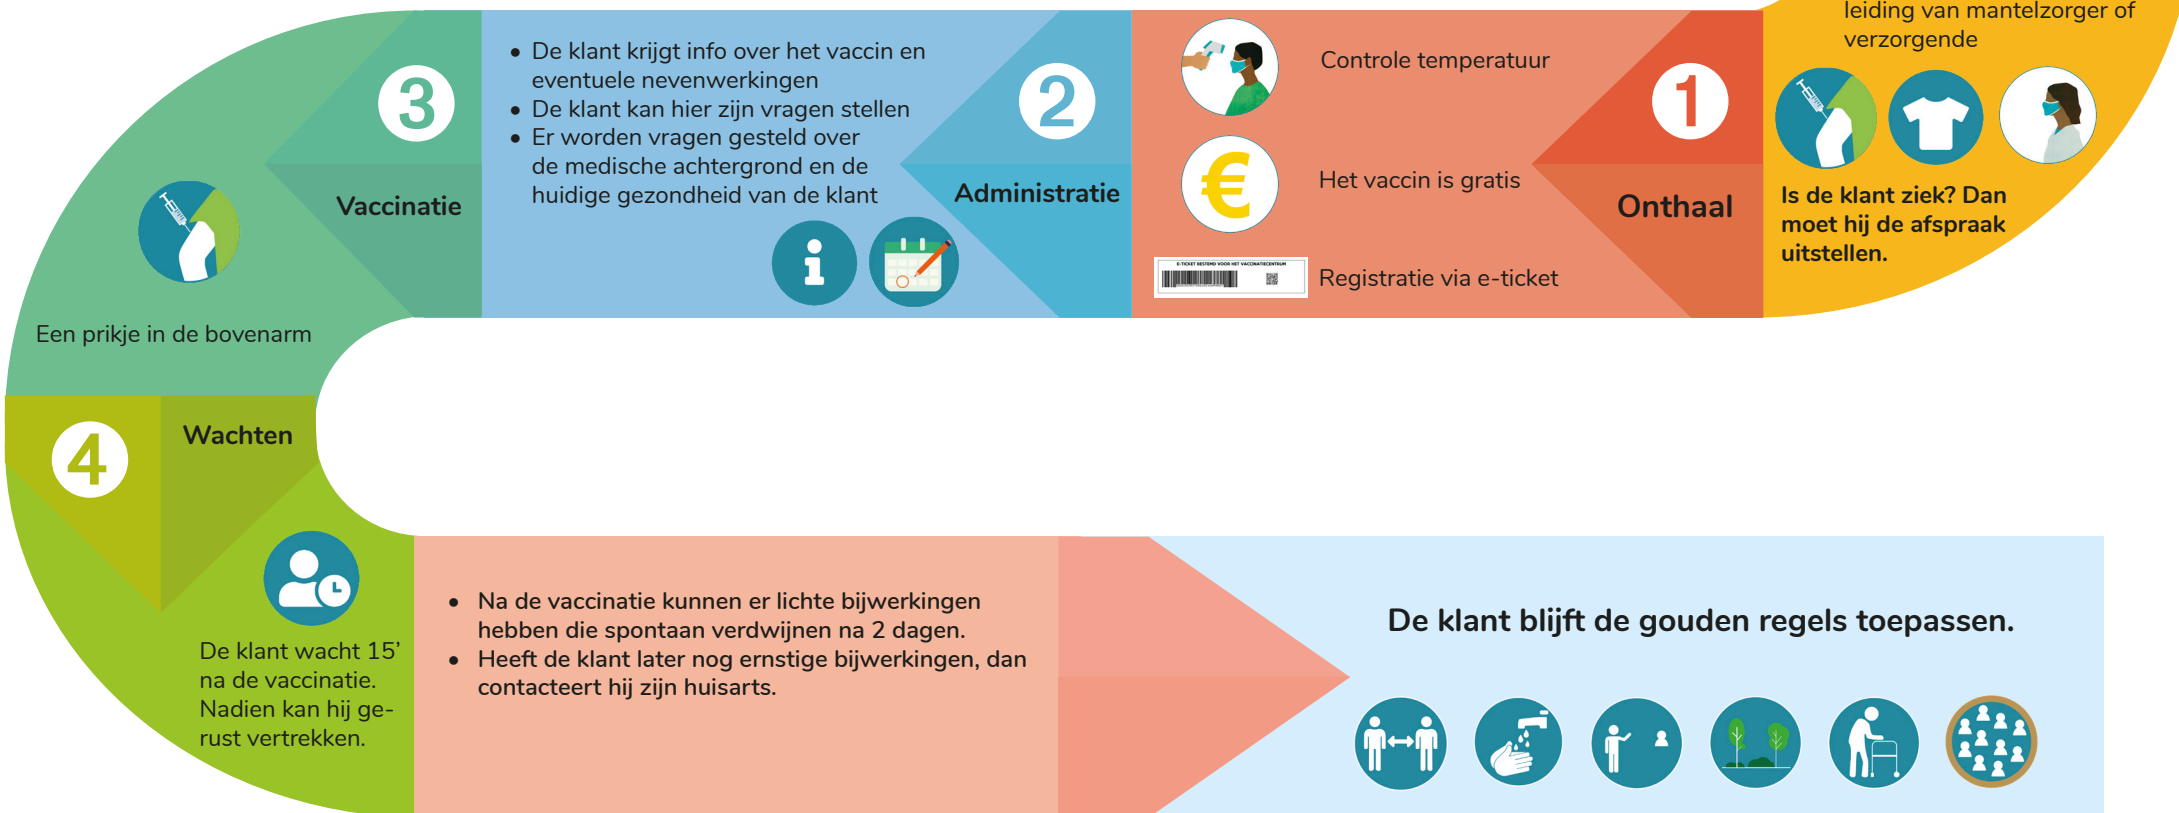 leiding van mantelzorger of
verzorgende
Is de klant ziek? Dan
moet hij de afspraak
uitstellen.
1
Onthaal
Controle temperatuur
€
Het vaccin is gratis
E-TICKET BESTEMD VOOR HET VACCINATIECENTRUM
Registratie via e-ticket
2
Administratie
• De klant krijgt info over het vaccin en
eventuele nevenwerkingen
• De klant kan hier zijn vragen stellen
• Er worden vragen gesteld over
de medische achtergrond en de
huidige gezondheid van de klant
i
3
Vaccinatie
Een prikje in de bovenarm
4
Wachten
De klant wacht 15’
na de vaccinatie.
Nadien kan hij ge-
rust vertrekken.
• Na de vaccinatie kunnen er lichte bijwerkingen
hebben die spontaan verdwijnen na 2 dagen.
• Heeft de klant later nog ernstige bijwerkingen, dan
contacteert hij zijn huisarts.
De klant blijft de gouden regels toepassen.